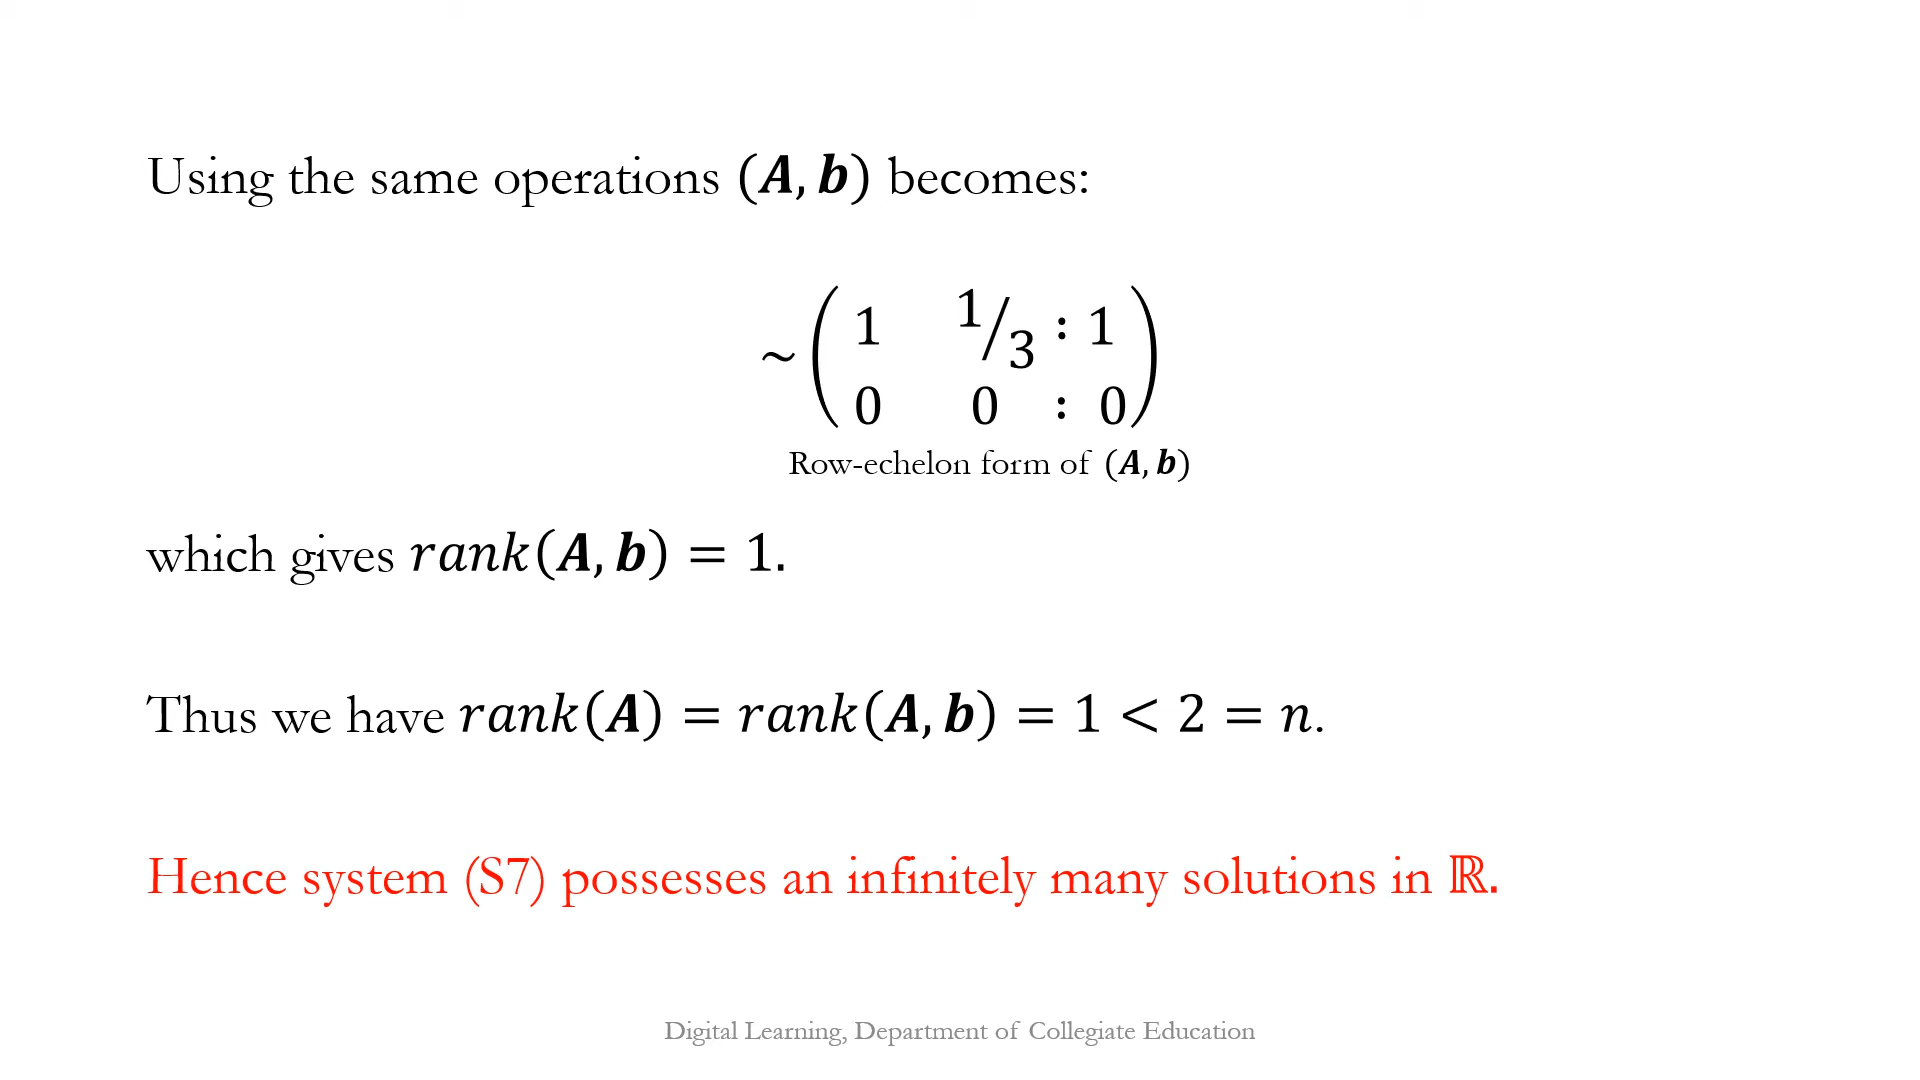 Using the same operations (A, b) becomes:
~ ( 1 1/3 : 1
0 0 : 0 )
Row-echelon form of (A, b)
which gives rank(A, b) = 1.
Thus we have rank(A) = rank(A, b) = 1 < 2 = n.
Hence system (S7) possesses an infinitely many solutions in ℝ.
Digital Learning, Department of Collegiate Education